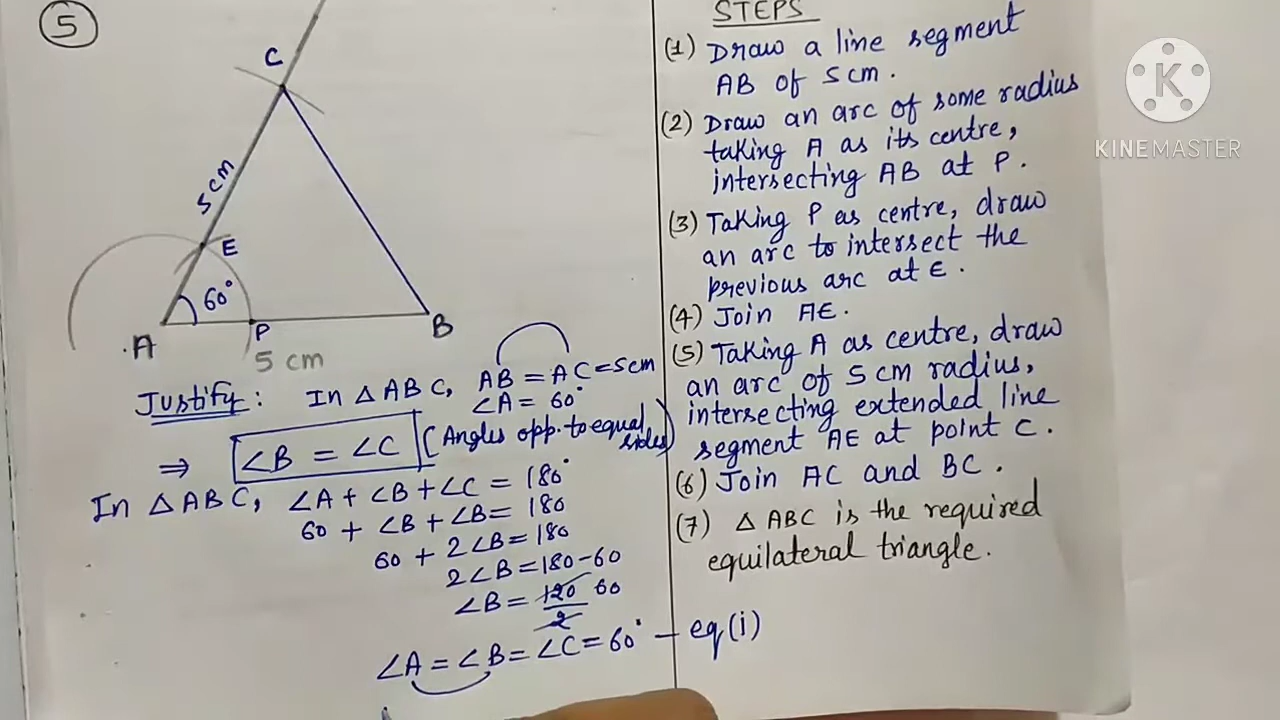 5
C
5cm
E
60°
A
P
B
5 cm
Justify: In △ABC, AB = AC = 5cm
∠A = 60°
⇒ ∠B = ∠C (Angles opp. to equal sides)
In △ABC, ∠A + ∠B + ∠C = 180°
60 + ∠B + ∠B = 180
60 + 2∠B = 180
2∠B = 180-60
∠B = 120/2 60
∠A = ∠B = ∠C = 60° — eq(i)
STEPS
(1) Draw a line segment
AB of 5cm.
(2) Draw an arc of some radius
taking A as its centre,
intersecting AB at P.
(3) Taking P as centre, draw
an arc to intersect the
previous arc at E.
(4) Join AE.
(5) Taking A as centre, draw
an arc of 5 cm radius,
intersecting extended line
segment AE at point C.
(6) Join AC and BC.
(7) △ABC is the required
equilateral triangle.
K
KINEMASTER